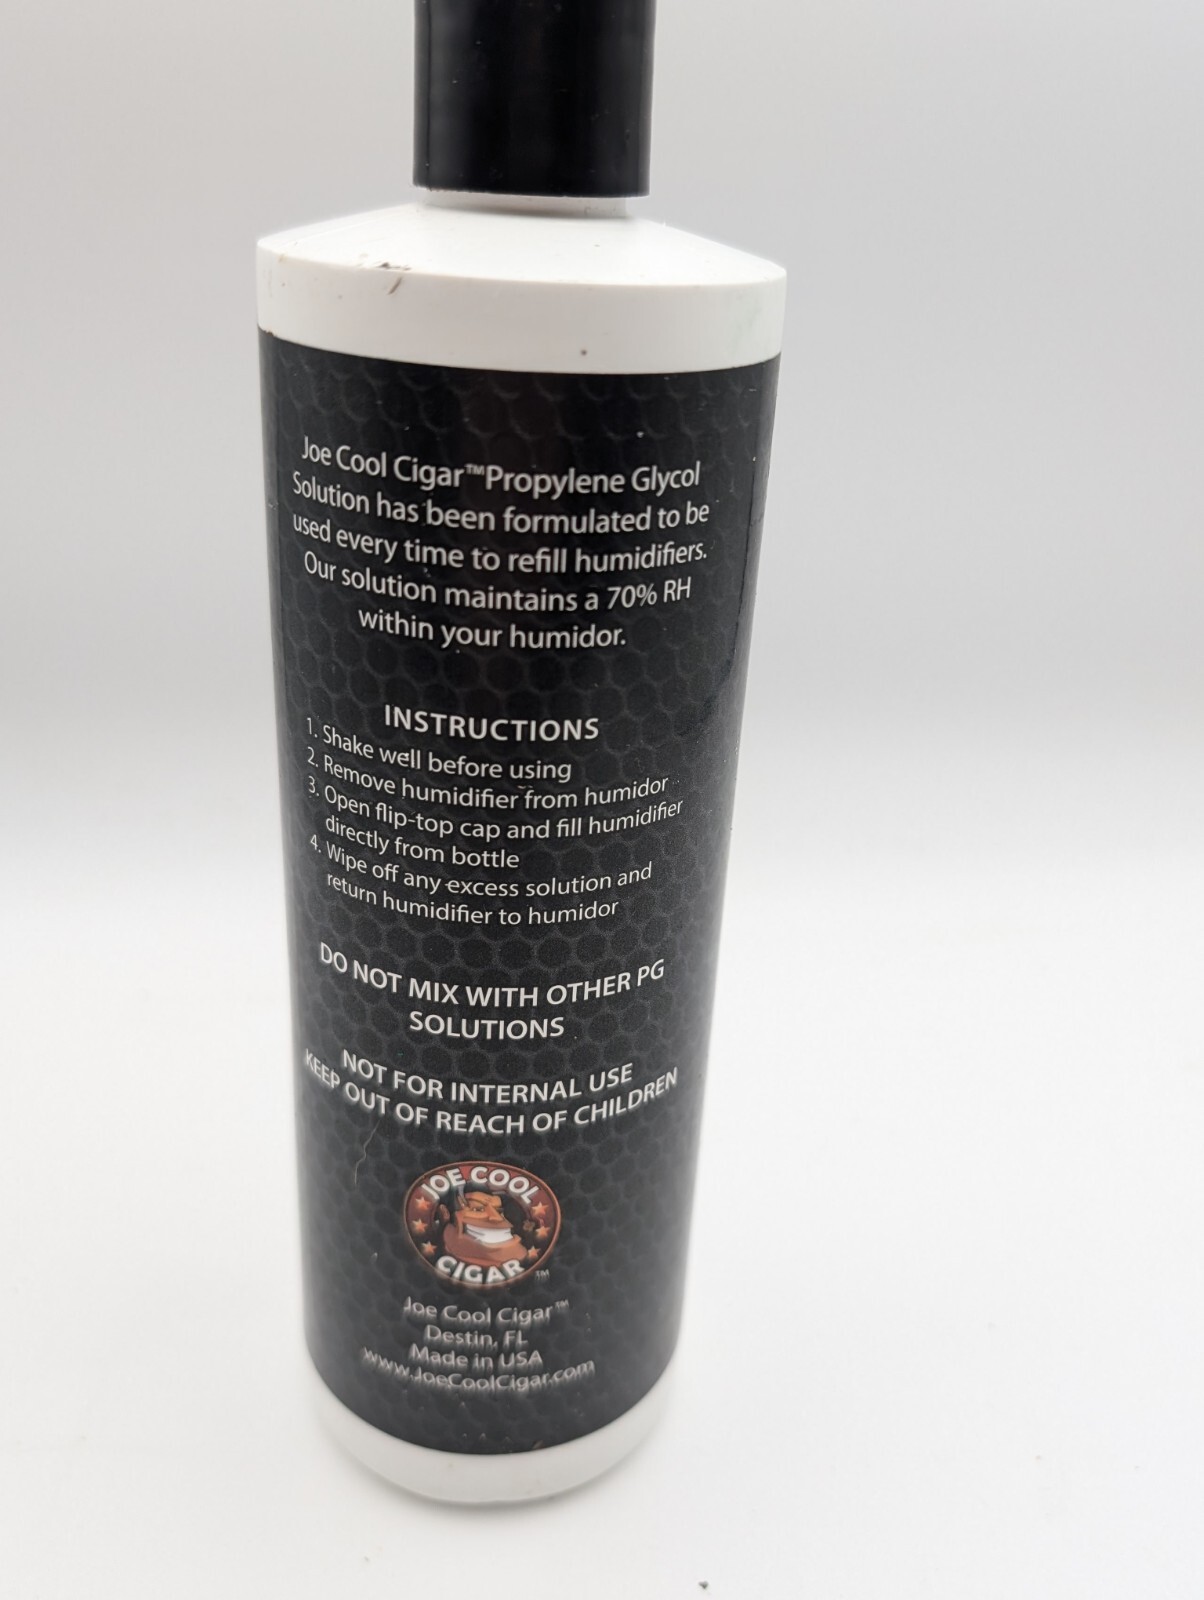 Joe Cool Cigar™ Propylene Glycol
Solution has been formulated to be
used every time to refill humidifiers.
Our solution maintains a 70% RH
within your humidor.
INSTRUCTIONS
1. Shake well before using
2. Remove humidifier from humidor
3. Open flip-top cap and fill humidifier
directly from bottle
4. Wipe off any excess solution and
return humidifier to humidor
DO NOT MIX WITH OTHER PG
SOLUTIONS
NOT FOR INTERNAL USE
KEEP OUT OF REACH OF CHILDREN
JOE COOL
CIGAR ™
Joe Cool Cigar™
Destin, FL
Made in USA
www.JoeCoolCigar.com